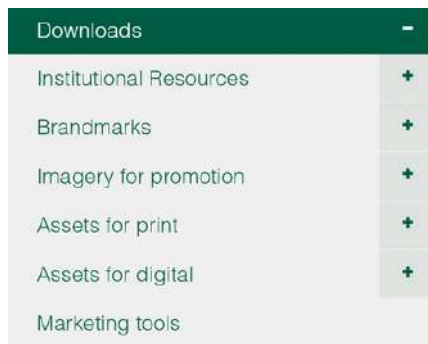 Downloads
Institutional Resources
Brandmarks
Imagery for promotion
Assets for print
Assets for digital
Marketing tools